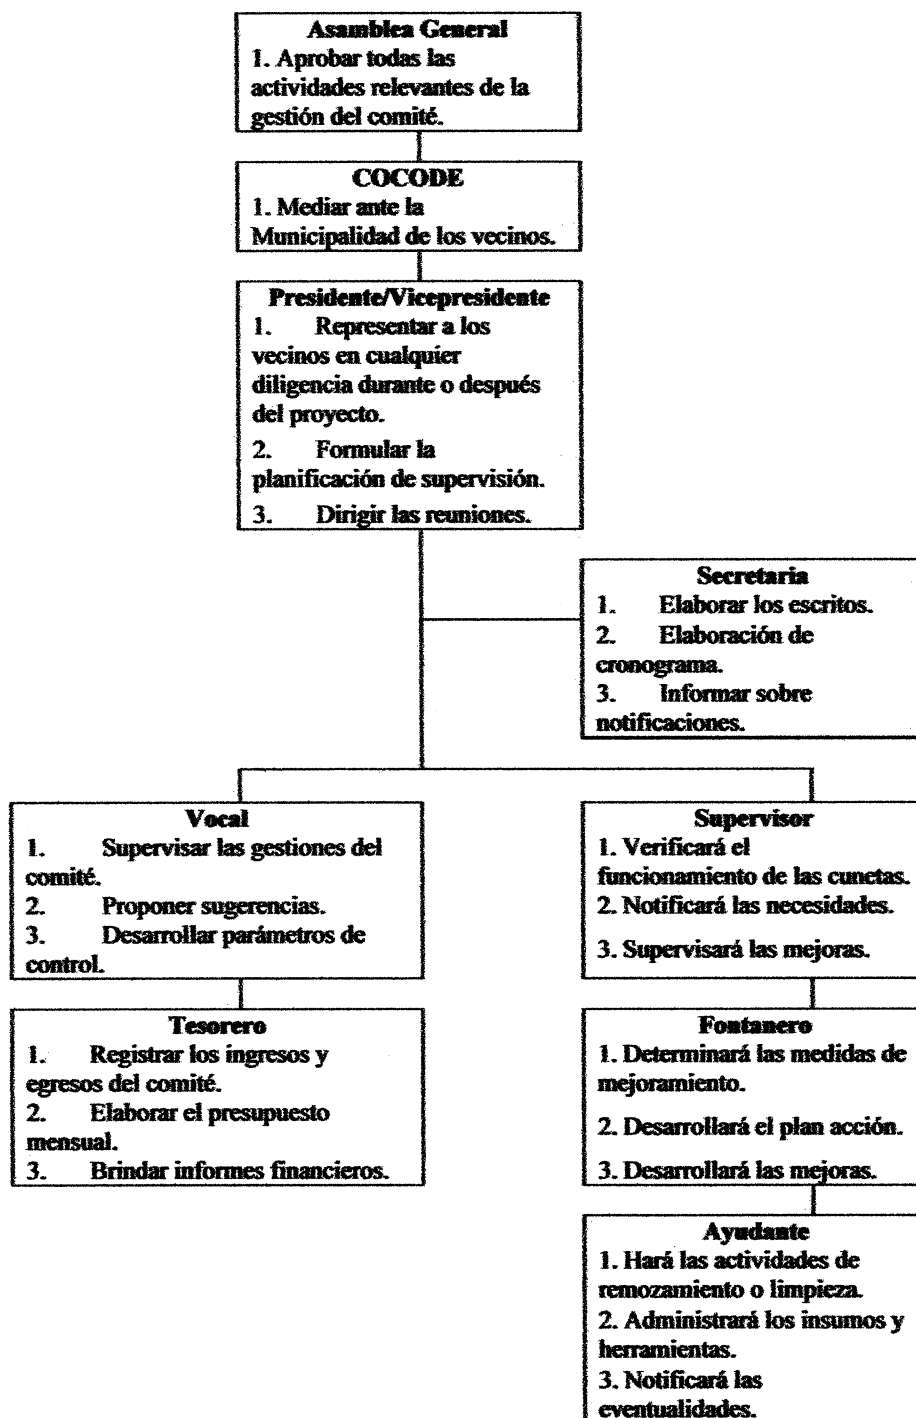 Asamblea General
1. Aprobar todas las
actividades relevantes de la
gestión del comité.
COCODE
1. Mediar ante la
Municipalidad de los vecinos.
Presidente/Vicepresidente
1. Representar a los
vecinos en cualquier
diligencia durante o después
del proyecto.
2. Formular la
planificación de supervisión.
3. Dirigir las reuniones.
Secretaria
1. Elaborar los escritos.
2. Elaboración de
cronograma.
3. Informar sobre
notificaciones.
Vocal
1. Supervisar las gestiones del
comité.
2. Proponer sugerencias.
3. Desarrollar parámetros de
control.
Supervisor
1. Verificará el
funcionamiento de las cunetas.
2. Notificará las necesidades.
3. Supervisará las mejoras.
Tesorero
1. Registrar los ingresos y
egresos del comité.
2. Elaborar el presupuesto
mensual.
3. Brindar informes financieros.
Fontanero
1. Determinará las medidas de
mejoramiento.
2. Desarrollará el plan acción.
3. Desarrollará las mejoras.
Ayudante
1. Hará las actividades de
remozamiento o limpieza.
2. Administrará los insumos y
herramientas.
3. Notificará las
eventualidades.